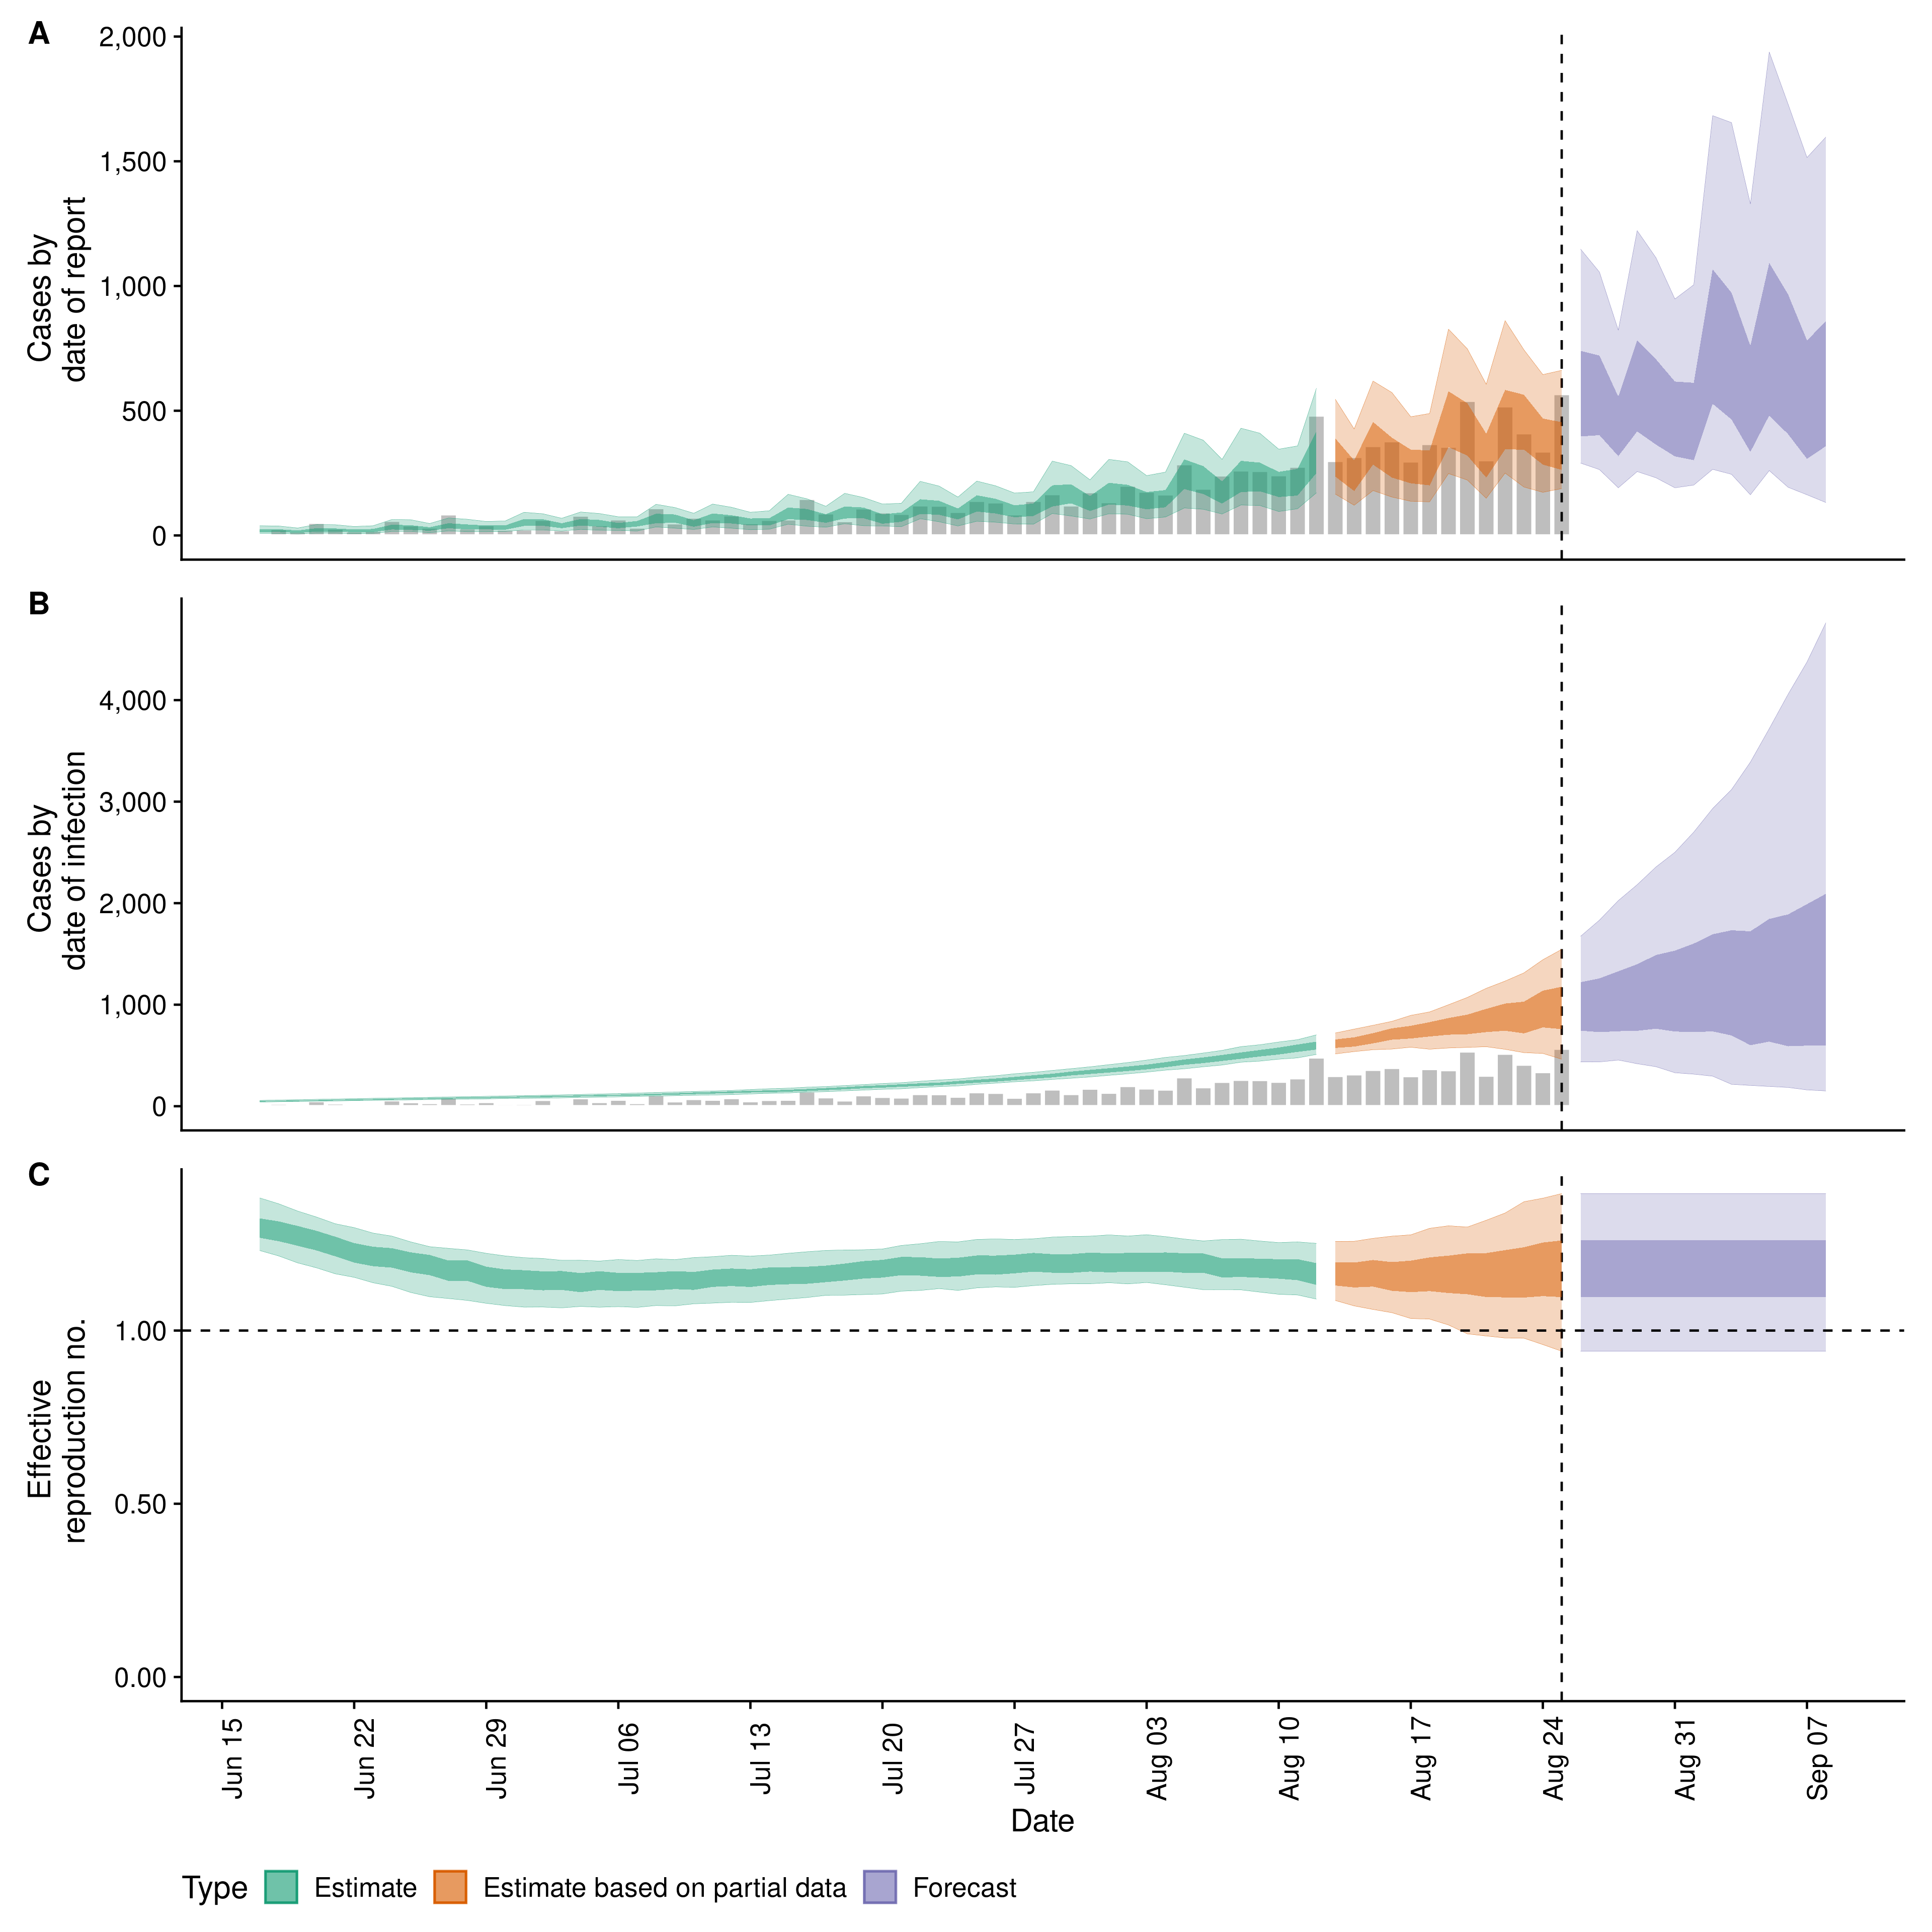 A
Cases by
date of report
2,000
1,500
1,000
500
0
B
Cases by
date of infection
4,000
3,000
2,000
1,000
0
C
Effective
reproduction no.
1.00
0.50
0.00
Jun 15
Jun 22
Jun 29
Jul 06
Jul 13
Jul 20
Jul 27
Aug 03
Aug 10
Aug 17
Aug 24
Aug 31
Sep 07
Date
Type Estimate Estimate based on partial data Forecast